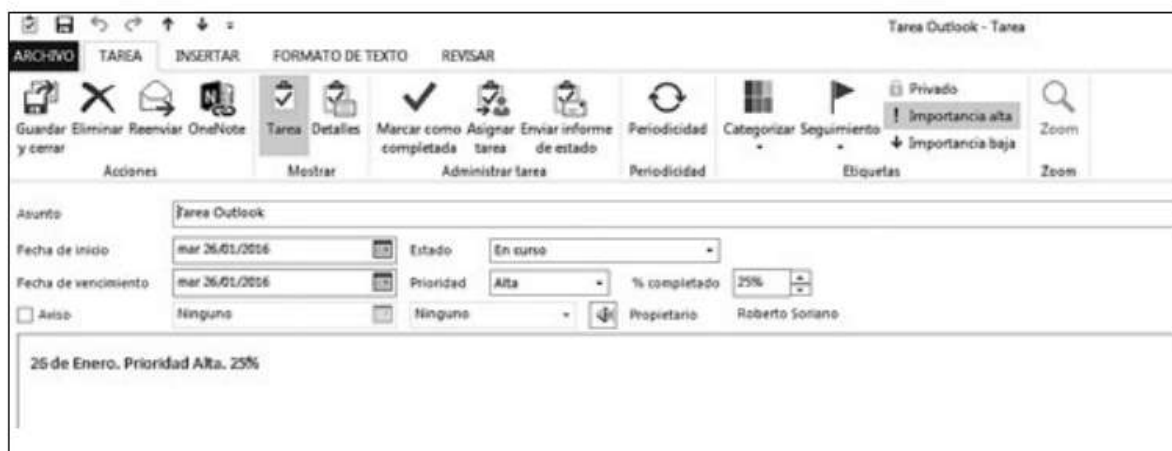 Tarea Outlook - Tarea
ARCHIVO TAREA INSERTAR FORMATO DE TEXTO REVISAR
Guardar y cerrar Eliminar Reenviar OneNote
Acciones
Tarea Detalles
Mostrar
Marcar como completada Asignar tarea Enviar informe de estado
Administrar tarea
Periodicidad
Periodicidad
Categorizar Seguimiento
Privado
Importancia alta
Importancia baja
Etiquetas
Zoom
Zoom
Asunto Tarea Outlook
Fecha de inicio mar 26/01/2016 Estado En curso
Fecha de vencimiento mar 26/01/2016 Prioridad Alta % completado 25%
Aviso Ninguno Ninguno Propietario Roberto Soriano
26 de Enero. Prioridad Alta. 25%